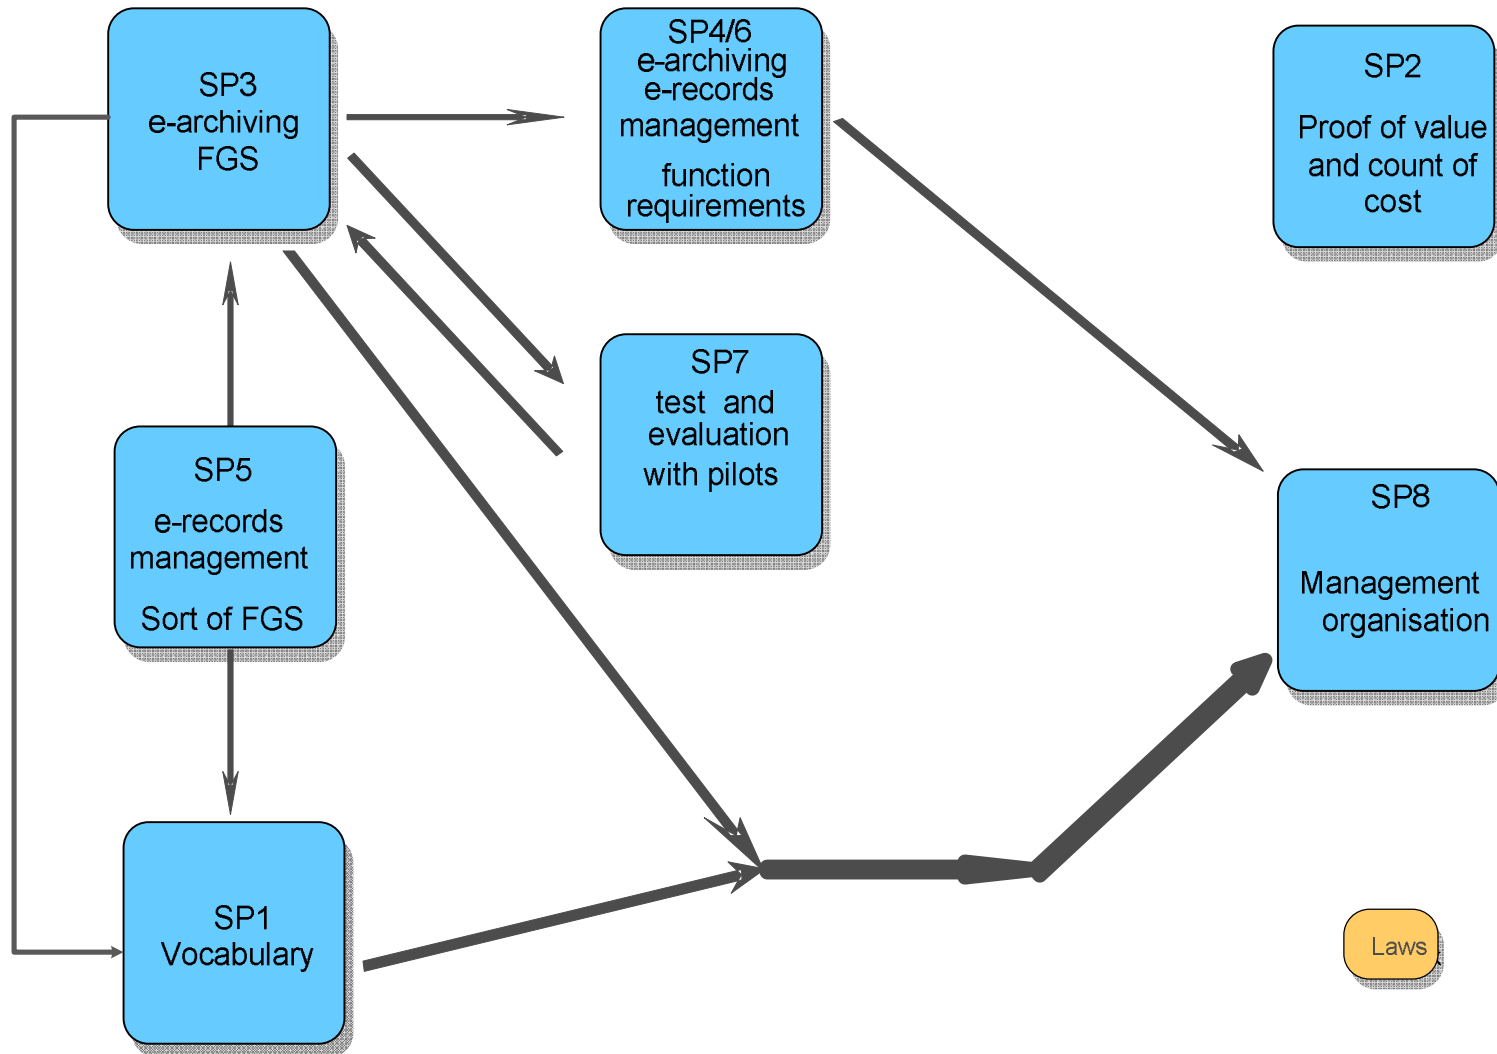 SP3
e-archiving
FGS
SP4/6
e-archiving
e-records
management
function
requirements
SP2
Proof of value
and count of
cost
SP7
test and
evaluation
with pilots
SP5
e-records
management
Sort of FGS
SP8
Management
organisation
SP1
Vocabulary
Laws